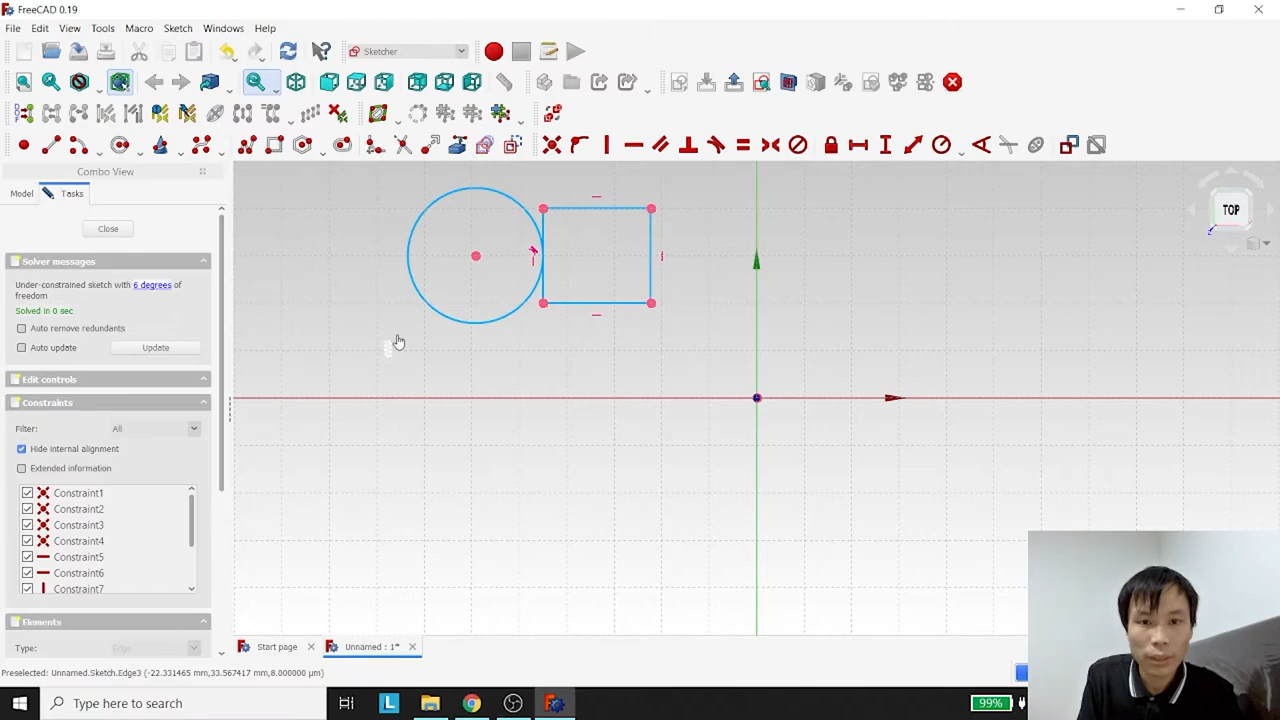 FreeCAD 0.19
File Edit View Tools Macro Sketch Windows Help
Sketcher
Combo View
Model Tasks
Close
Solver messages
Under-constrained sketch with 6 degrees of
freedom
Solved in 0 sec
Auto remove redundants
Auto update Update
Edit controls
Constraints
Filter: All
Hide internal alignment
Extended information
Constraint1
Constraint2
Constraint3
Constraint4
Constraint5
Constraint6
Constraint7
Elements
Type: Edge
TOP
Start page Unnamed : 1*
Preselected: Unnamed.Sketch.Edge3 (-22.331465 mm,33.567417 mm,8.000000 µm)
Type here to search
L
99%